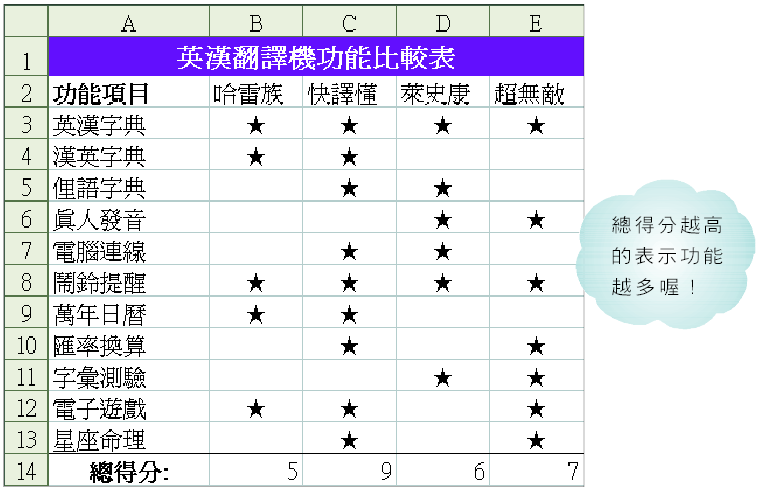 A B C D E
1 英漢翻譯機功能比較表
2 功能項目 哈雷族 快譯懂 萊史康 超無敵
3 英漢字典 ★ ★ ★ ★
4 漢英字典 ★ ★
5 俚語字典 ★ ★
6 眞人發音 ★ ★
7 電腦連線 ★ ★
8 鬧鈴提醒 ★ ★ ★ ★
9 萬年日曆 ★ ★
10 匯率換算 ★ ★
11 字彙測驗 ★ ★
12 電子遊戲 ★ ★ ★
13 星座命理 ★ ★
14 總得分: 5 9 6 7
總得分越高
的表示功能
越多喔！